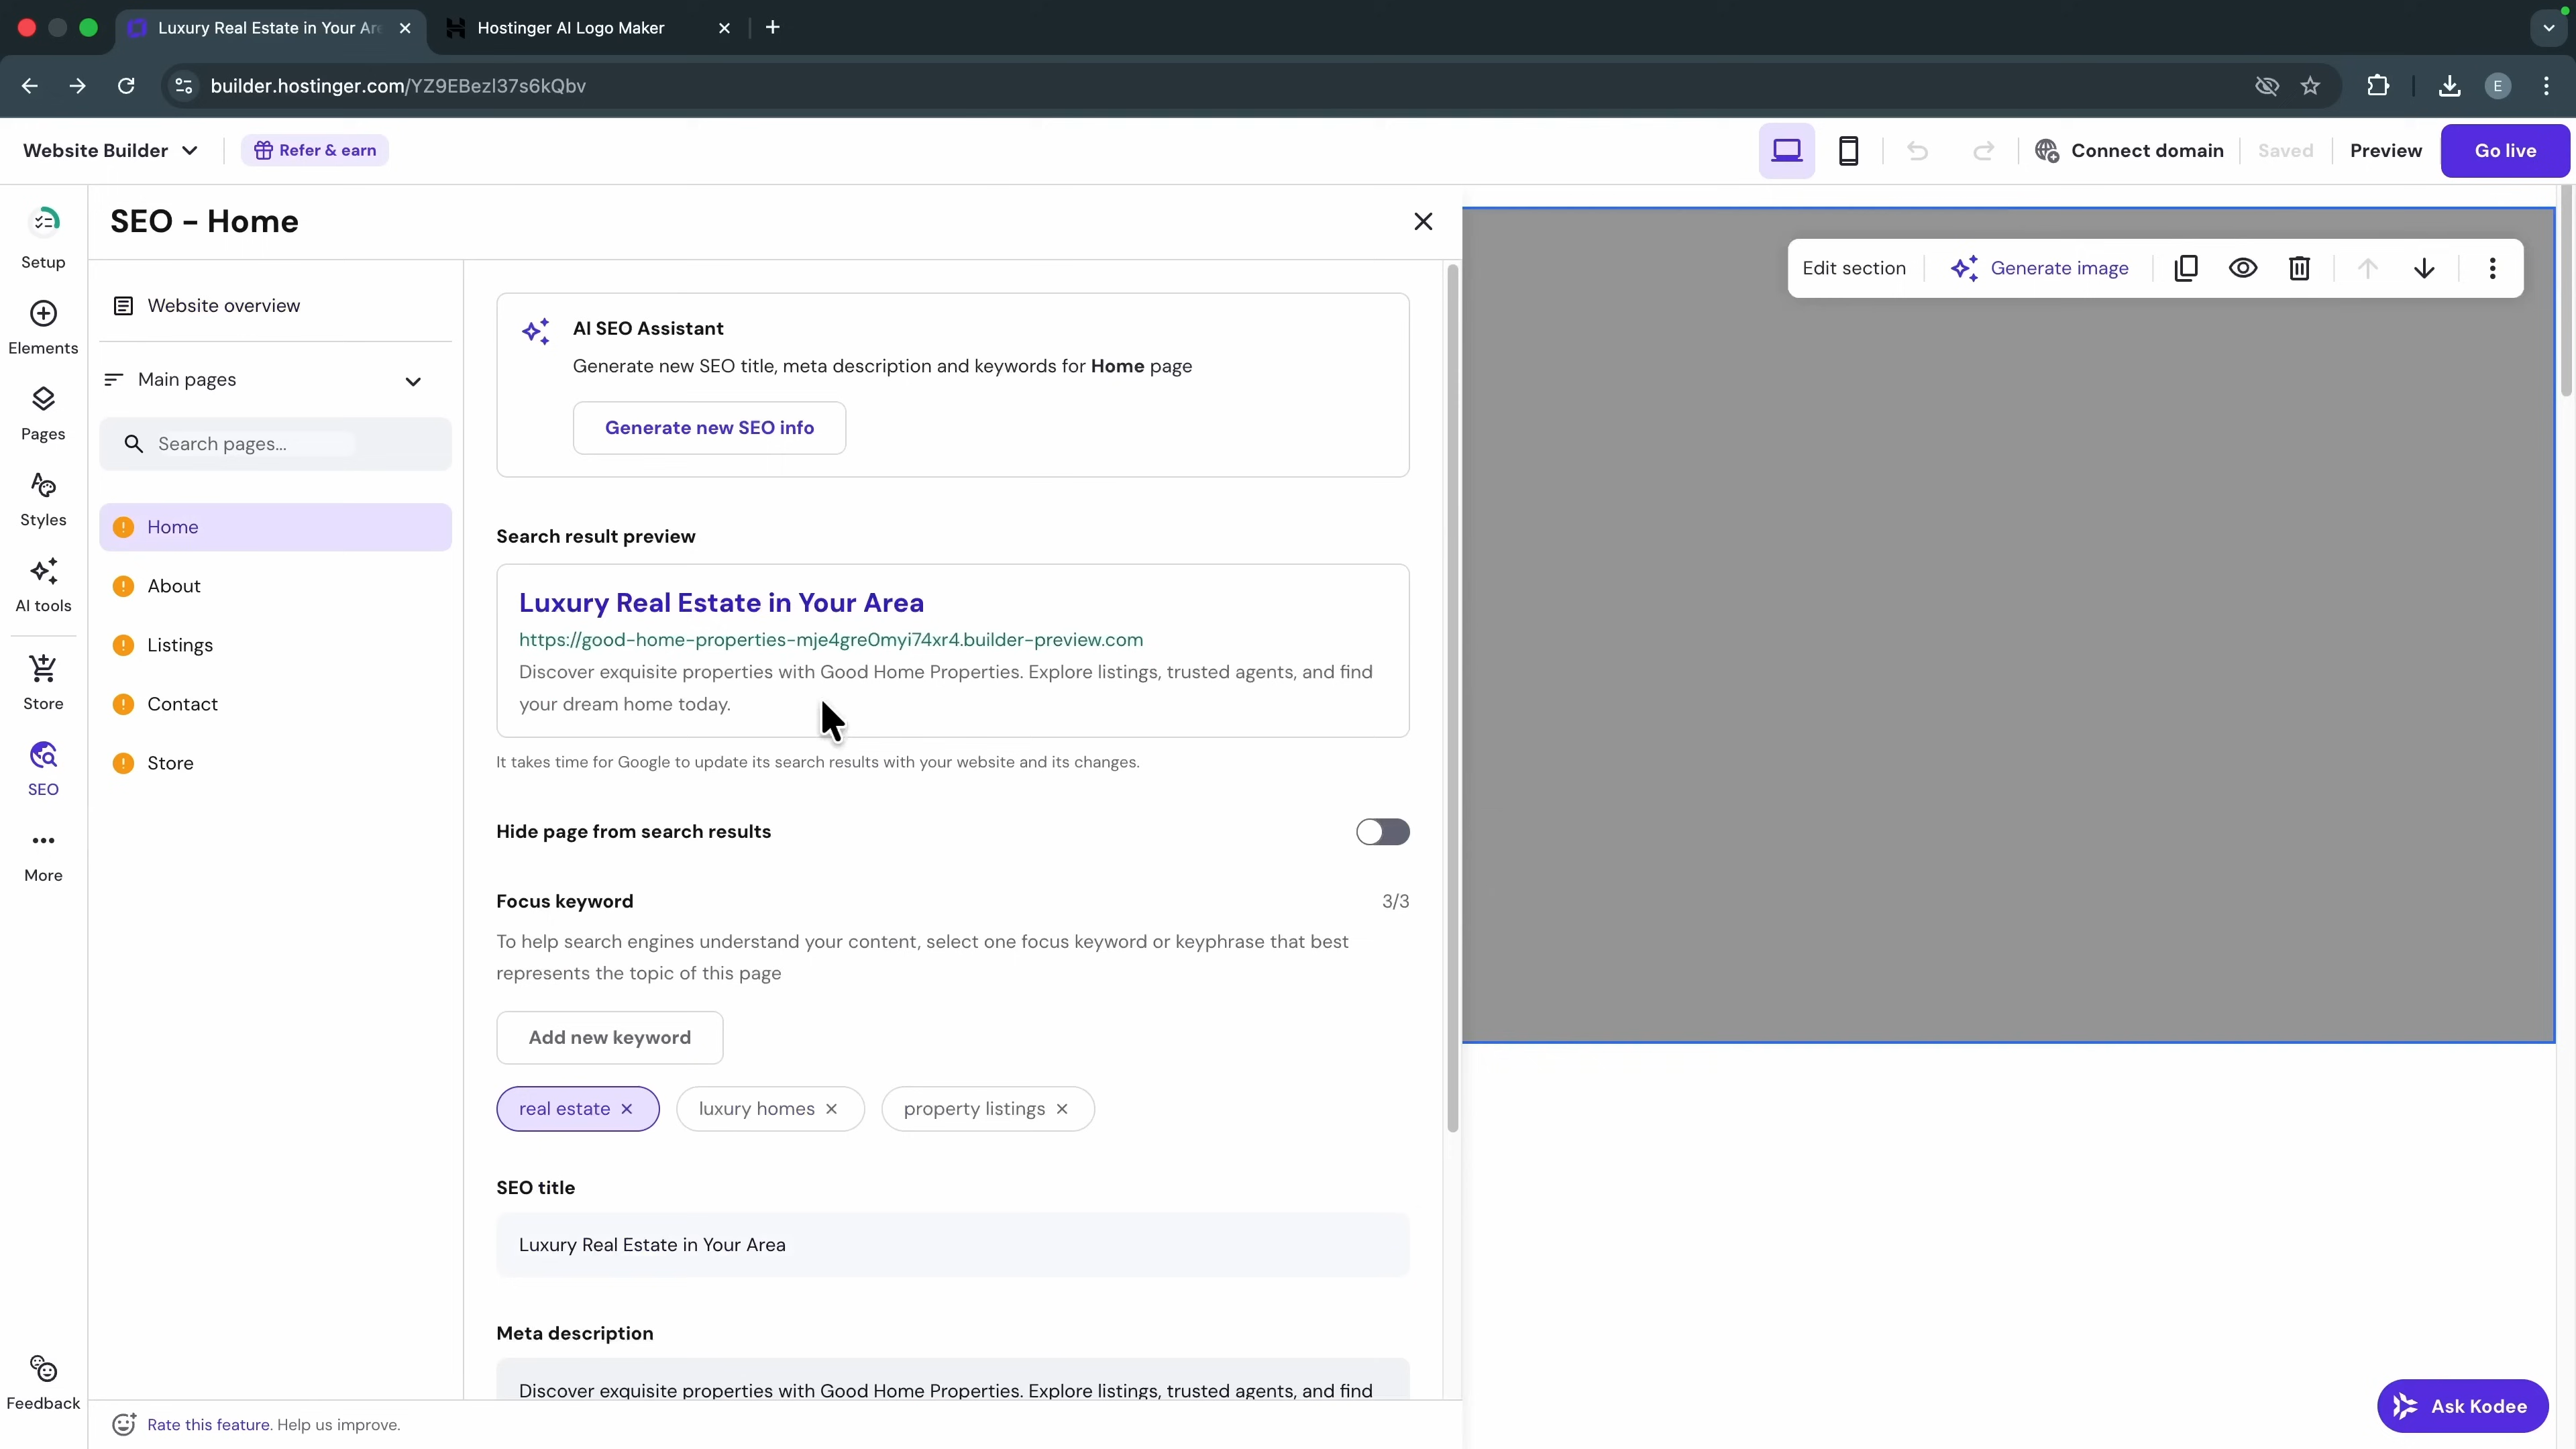 Luxury Real Estate in Your Are
Hostinger AI Logo Maker
builder.hostinger.com/YZ9EBezl37s6kQbv
E
Website Builder
Refer & earn
Connect domain
Saved
Preview
Go live
Setup
Elements
Pages
Styles
AI tools
Store
SEO
More
Feedback
SEO – Home
Website overview
Main pages
Search pages...
Home
About
Listings
Contact
Store
AI SEO Assistant
Generate new SEO title, meta description and keywords for Home page
Generate new SEO info
Search result preview
Luxury Real Estate in Your Area
https://good-home-properties-mje4gre0myi74xr4.builder-preview.com
Discover exquisite properties with Good Home Properties. Explore listings, trusted agents, and find
your dream home today.
It takes time for Google to update its search results with your website and its changes.
Hide page from search results
Focus keyword
3/3
To help search engines understand your content, select one focus keyword or keyphrase that best
represents the topic of this page
Add new keyword
real estate
luxury homes
property listings
SEO title
Luxury Real Estate in Your Area
Meta description
Discover exquisite properties with Good Home Properties. Explore listings, trusted agents, and find
Rate this feature. Help us improve.
Edit section
Generate image
Ask Kodee